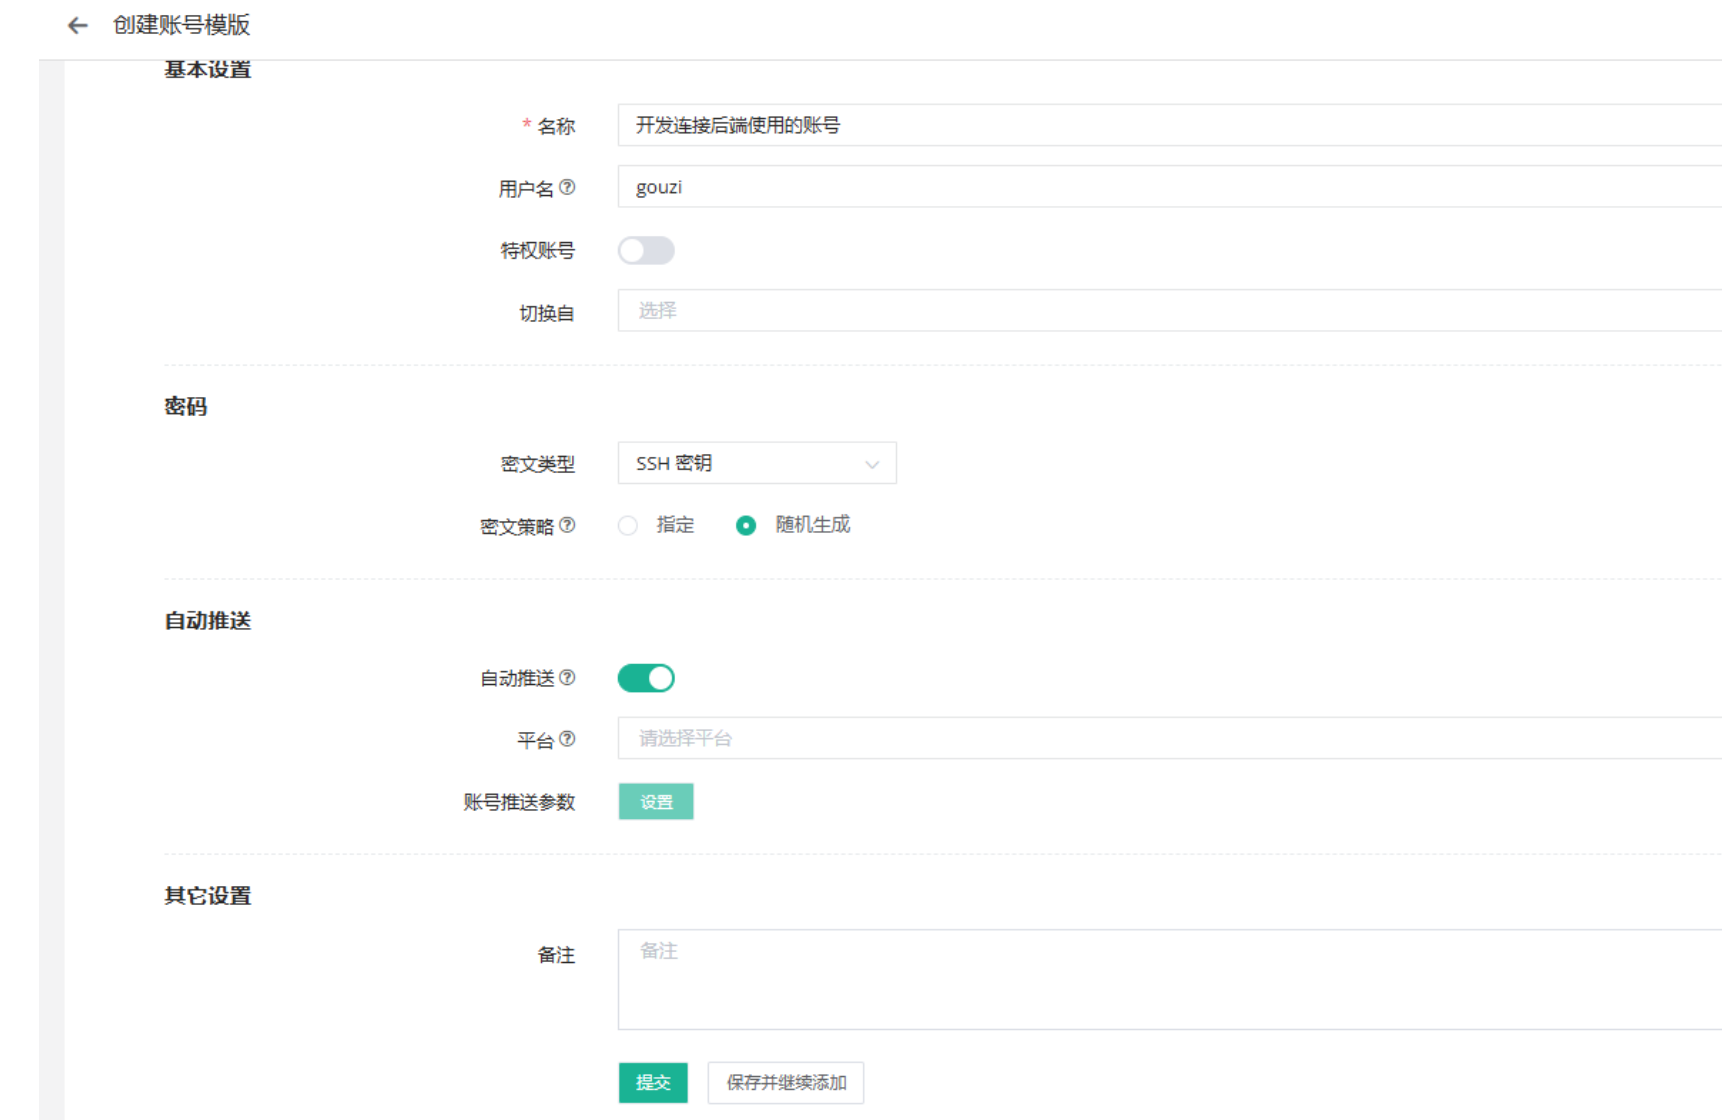 创建账号模版
基本设置
* 名称 开发连接后端使用的账号
用户名 gouzi
特权账号
切换自 选择
密码
密文类型 SSH 密钥
密文策略 指定 随机生成
自动推送
自动推送
平台 请选择平台
账号推送参数 设置
其它设置
备注 备注
提交 保存并继续添加